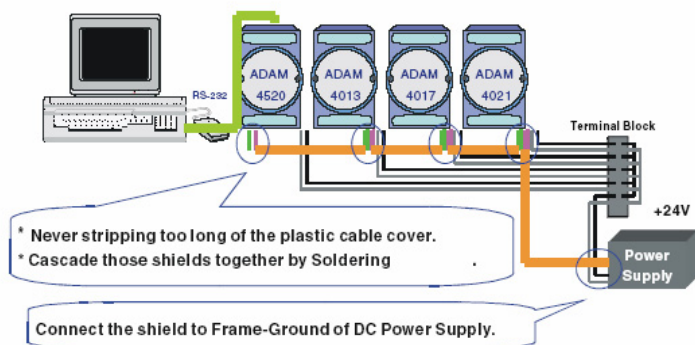 ADAM
4520
ADAM
4013
ADAM
4017
ADAM
4021
RS-232
Terminal Block
+24V
Power
Supply
* Never stripping too long of the plastic cable cover.
* Cascade those shields together by Soldering .
Connect the shield to Frame-Ground of DC Power Supply.